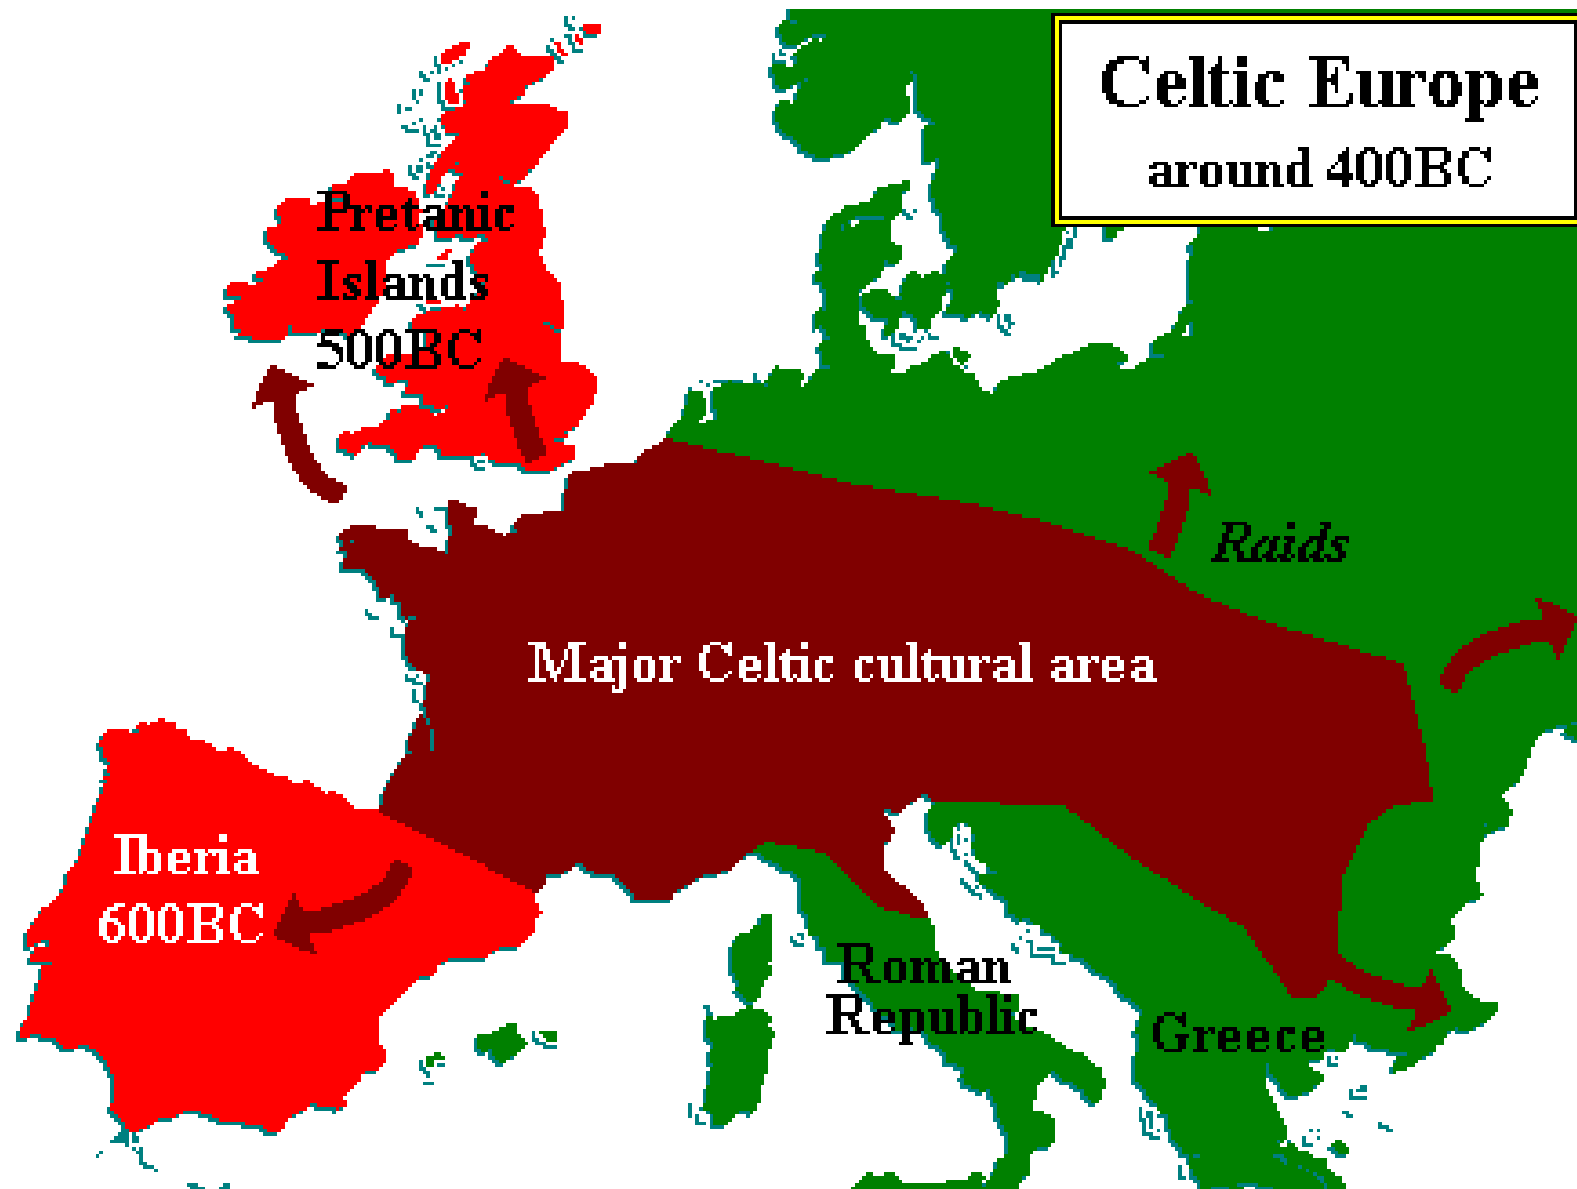 Celtic Europe
around 400BC
Pretanic
Islands
500BC
Raids
Major Celtic cultural area
Iberia
600BC
Roman
Republic
Greece